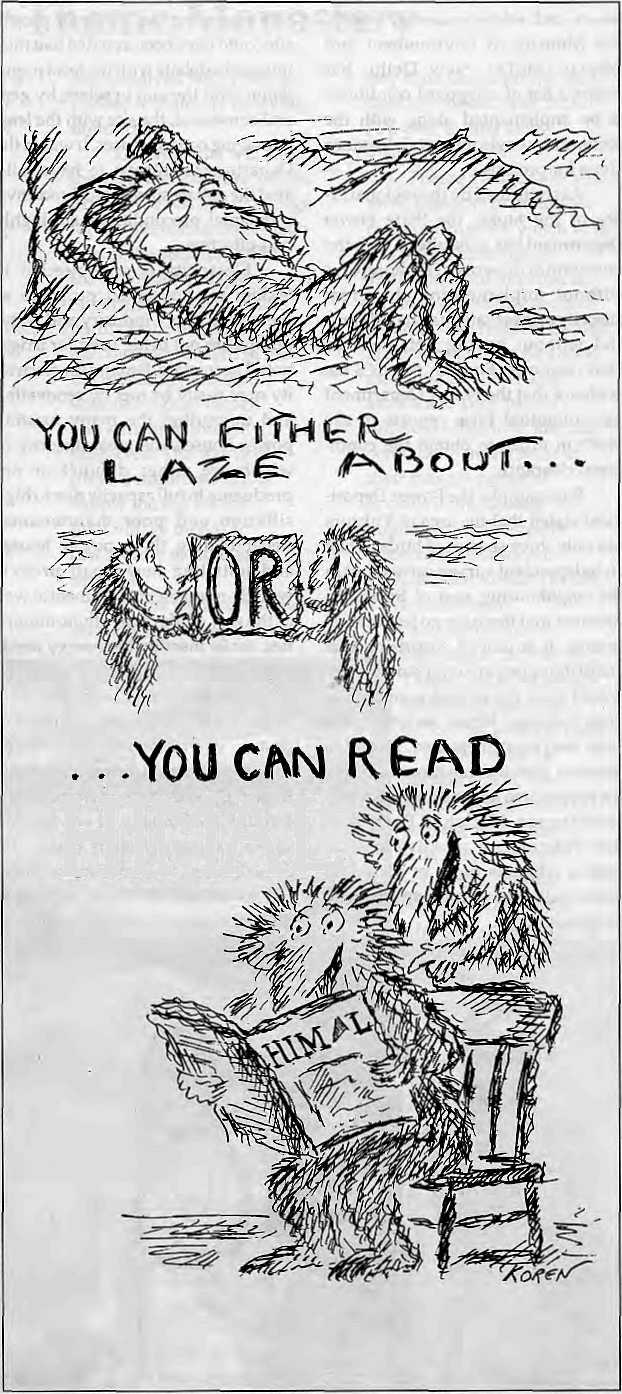 YOU CAN EITHER
LAZE ABOUT...
OR
...YOU CAN READ
HIMAL
KOREN